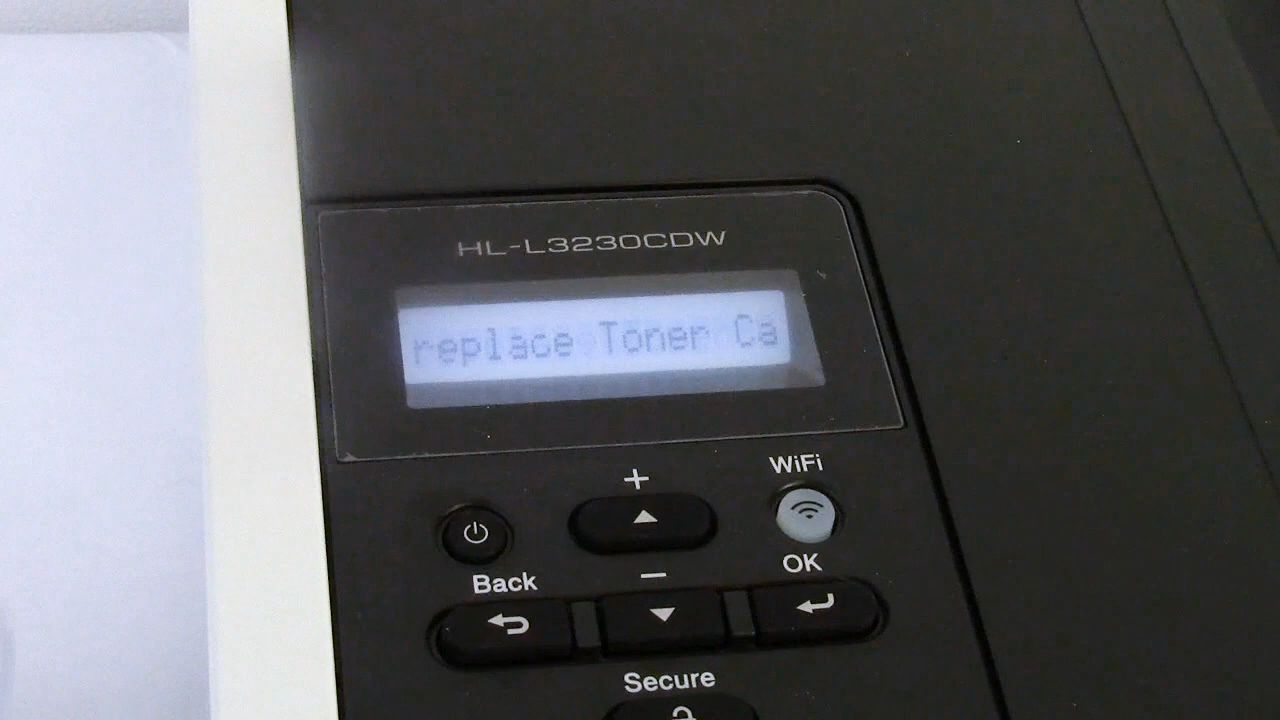 HL-L3230CDW
replace Toner Ca
+
WiFi
−
OK
Back
Secure